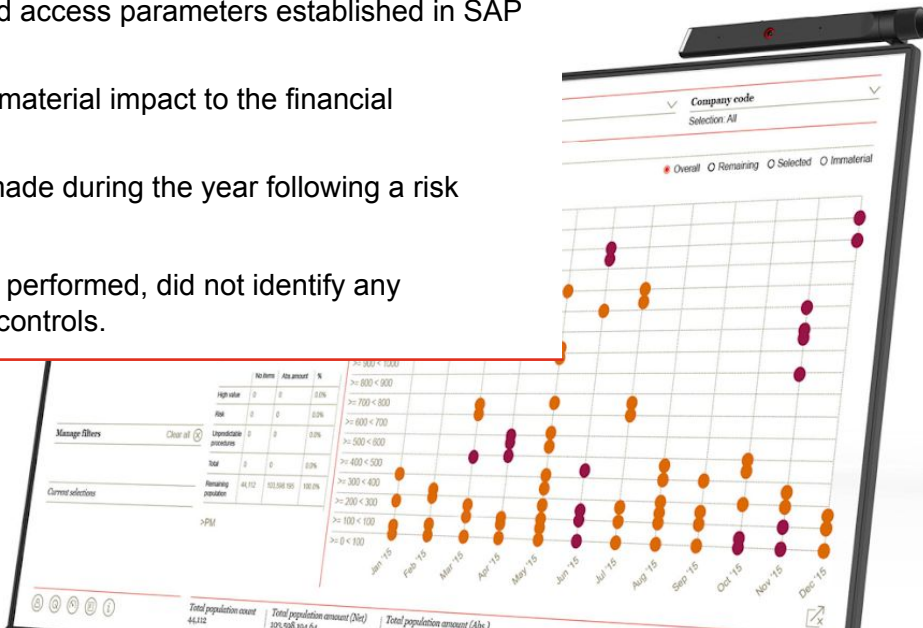 d access parameters established in SAP
material impact to the financial
nade during the year following a risk
performed, did not identify any
controls.
Company code
Selection: All
Overall Remaining Selected Immaterial
>= 900 < 1000
>= 800 < 900
>= 700 < 800
>= 600 < 700
>= 500 < 600
>= 400 < 500
>= 300 < 400
>= 200 < 300
>= 100 < 100
>= 0 < 100
No items Abs. amount %
High value 0 0 0.0%
Risk 0 0 0.0%
Unpredictable procedures 0 0 0.0%
Total 0 0 0.0%
Remaining population 44,112 100.0%
Manage filters Clear all
Current selections
>PM
Jan '15 Feb '15 Mar '15 Apr '15 May '15 Jun '15 Jul '15 Aug '15 Sep '15 Oct '15 Nov '15 Dec '15
Total population count
44,112
Total population amount (Net)
Total population amount (Abs.)